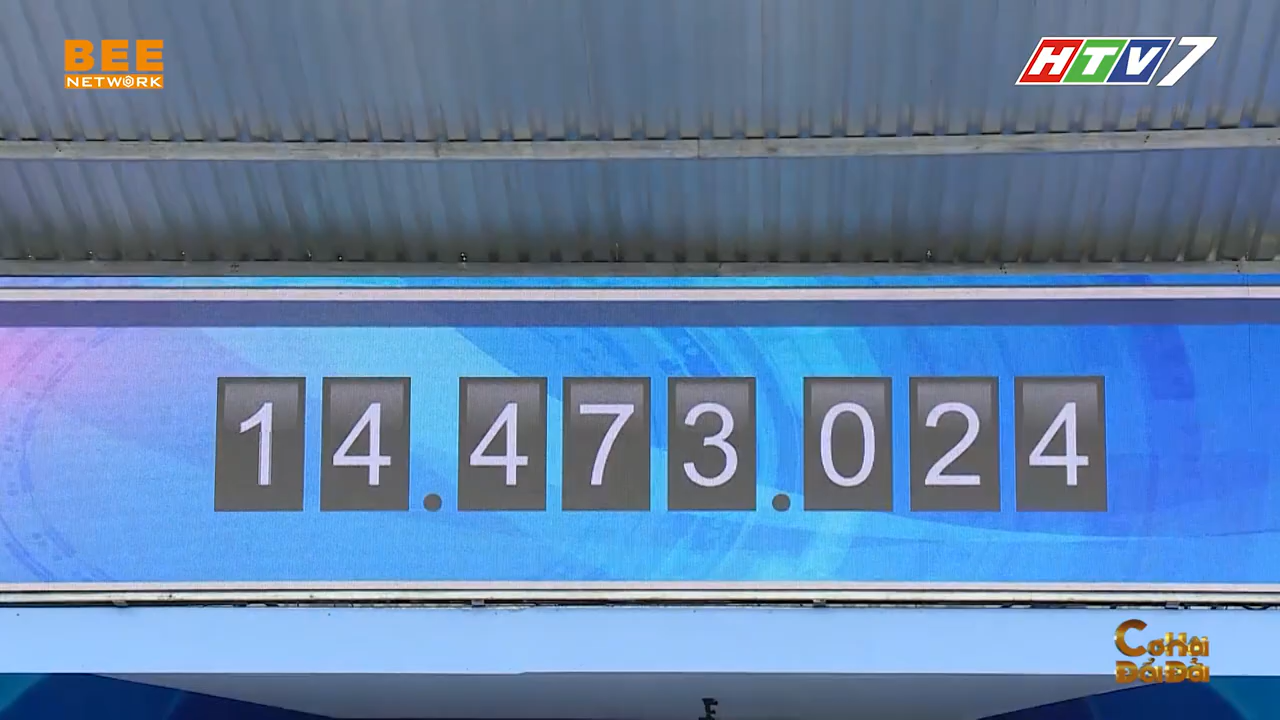 BEE
NETWORK
HTV7
14.473.024
Cơ Hội
Đổi Đời